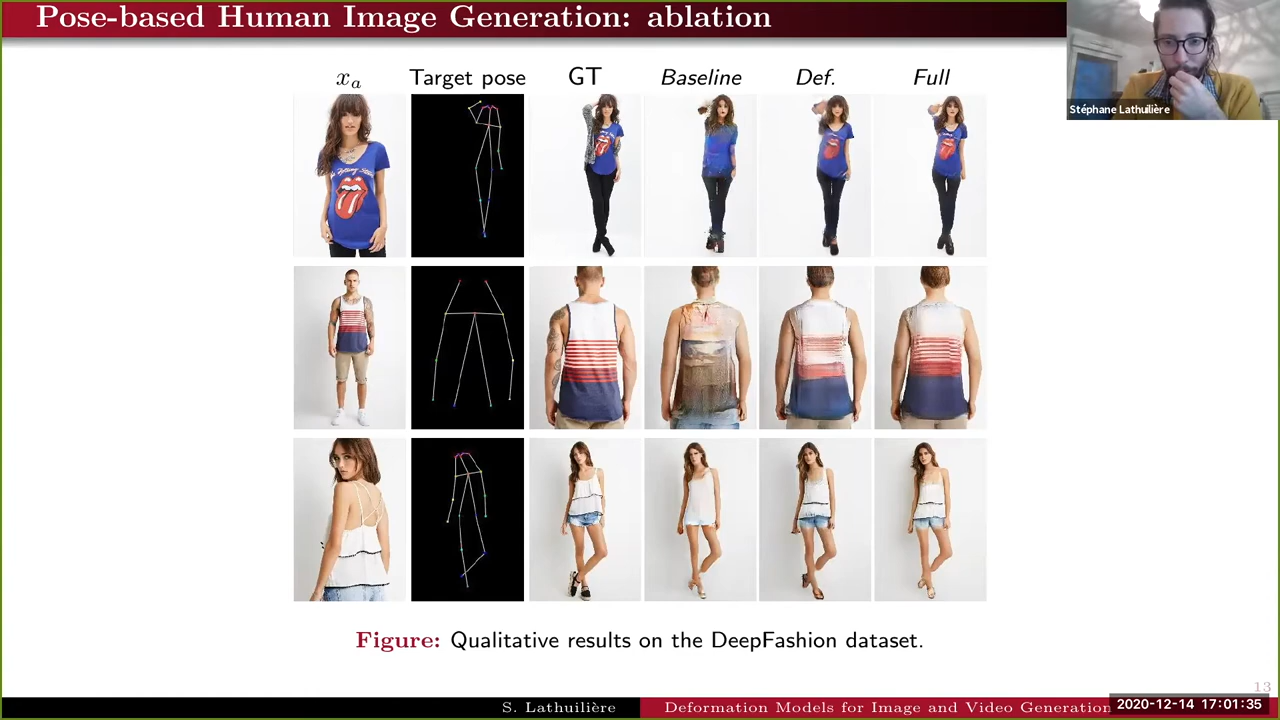 Pose-based Human Image Generation: ablation
Stéphane Lathuilière
x_a Target pose GT Baseline Def. Full
Figure: Qualitative results on the DeepFashion dataset.
13
S. Lathuilière Deformation Models for Image and Video Generation
2020-12-14 17:01:35